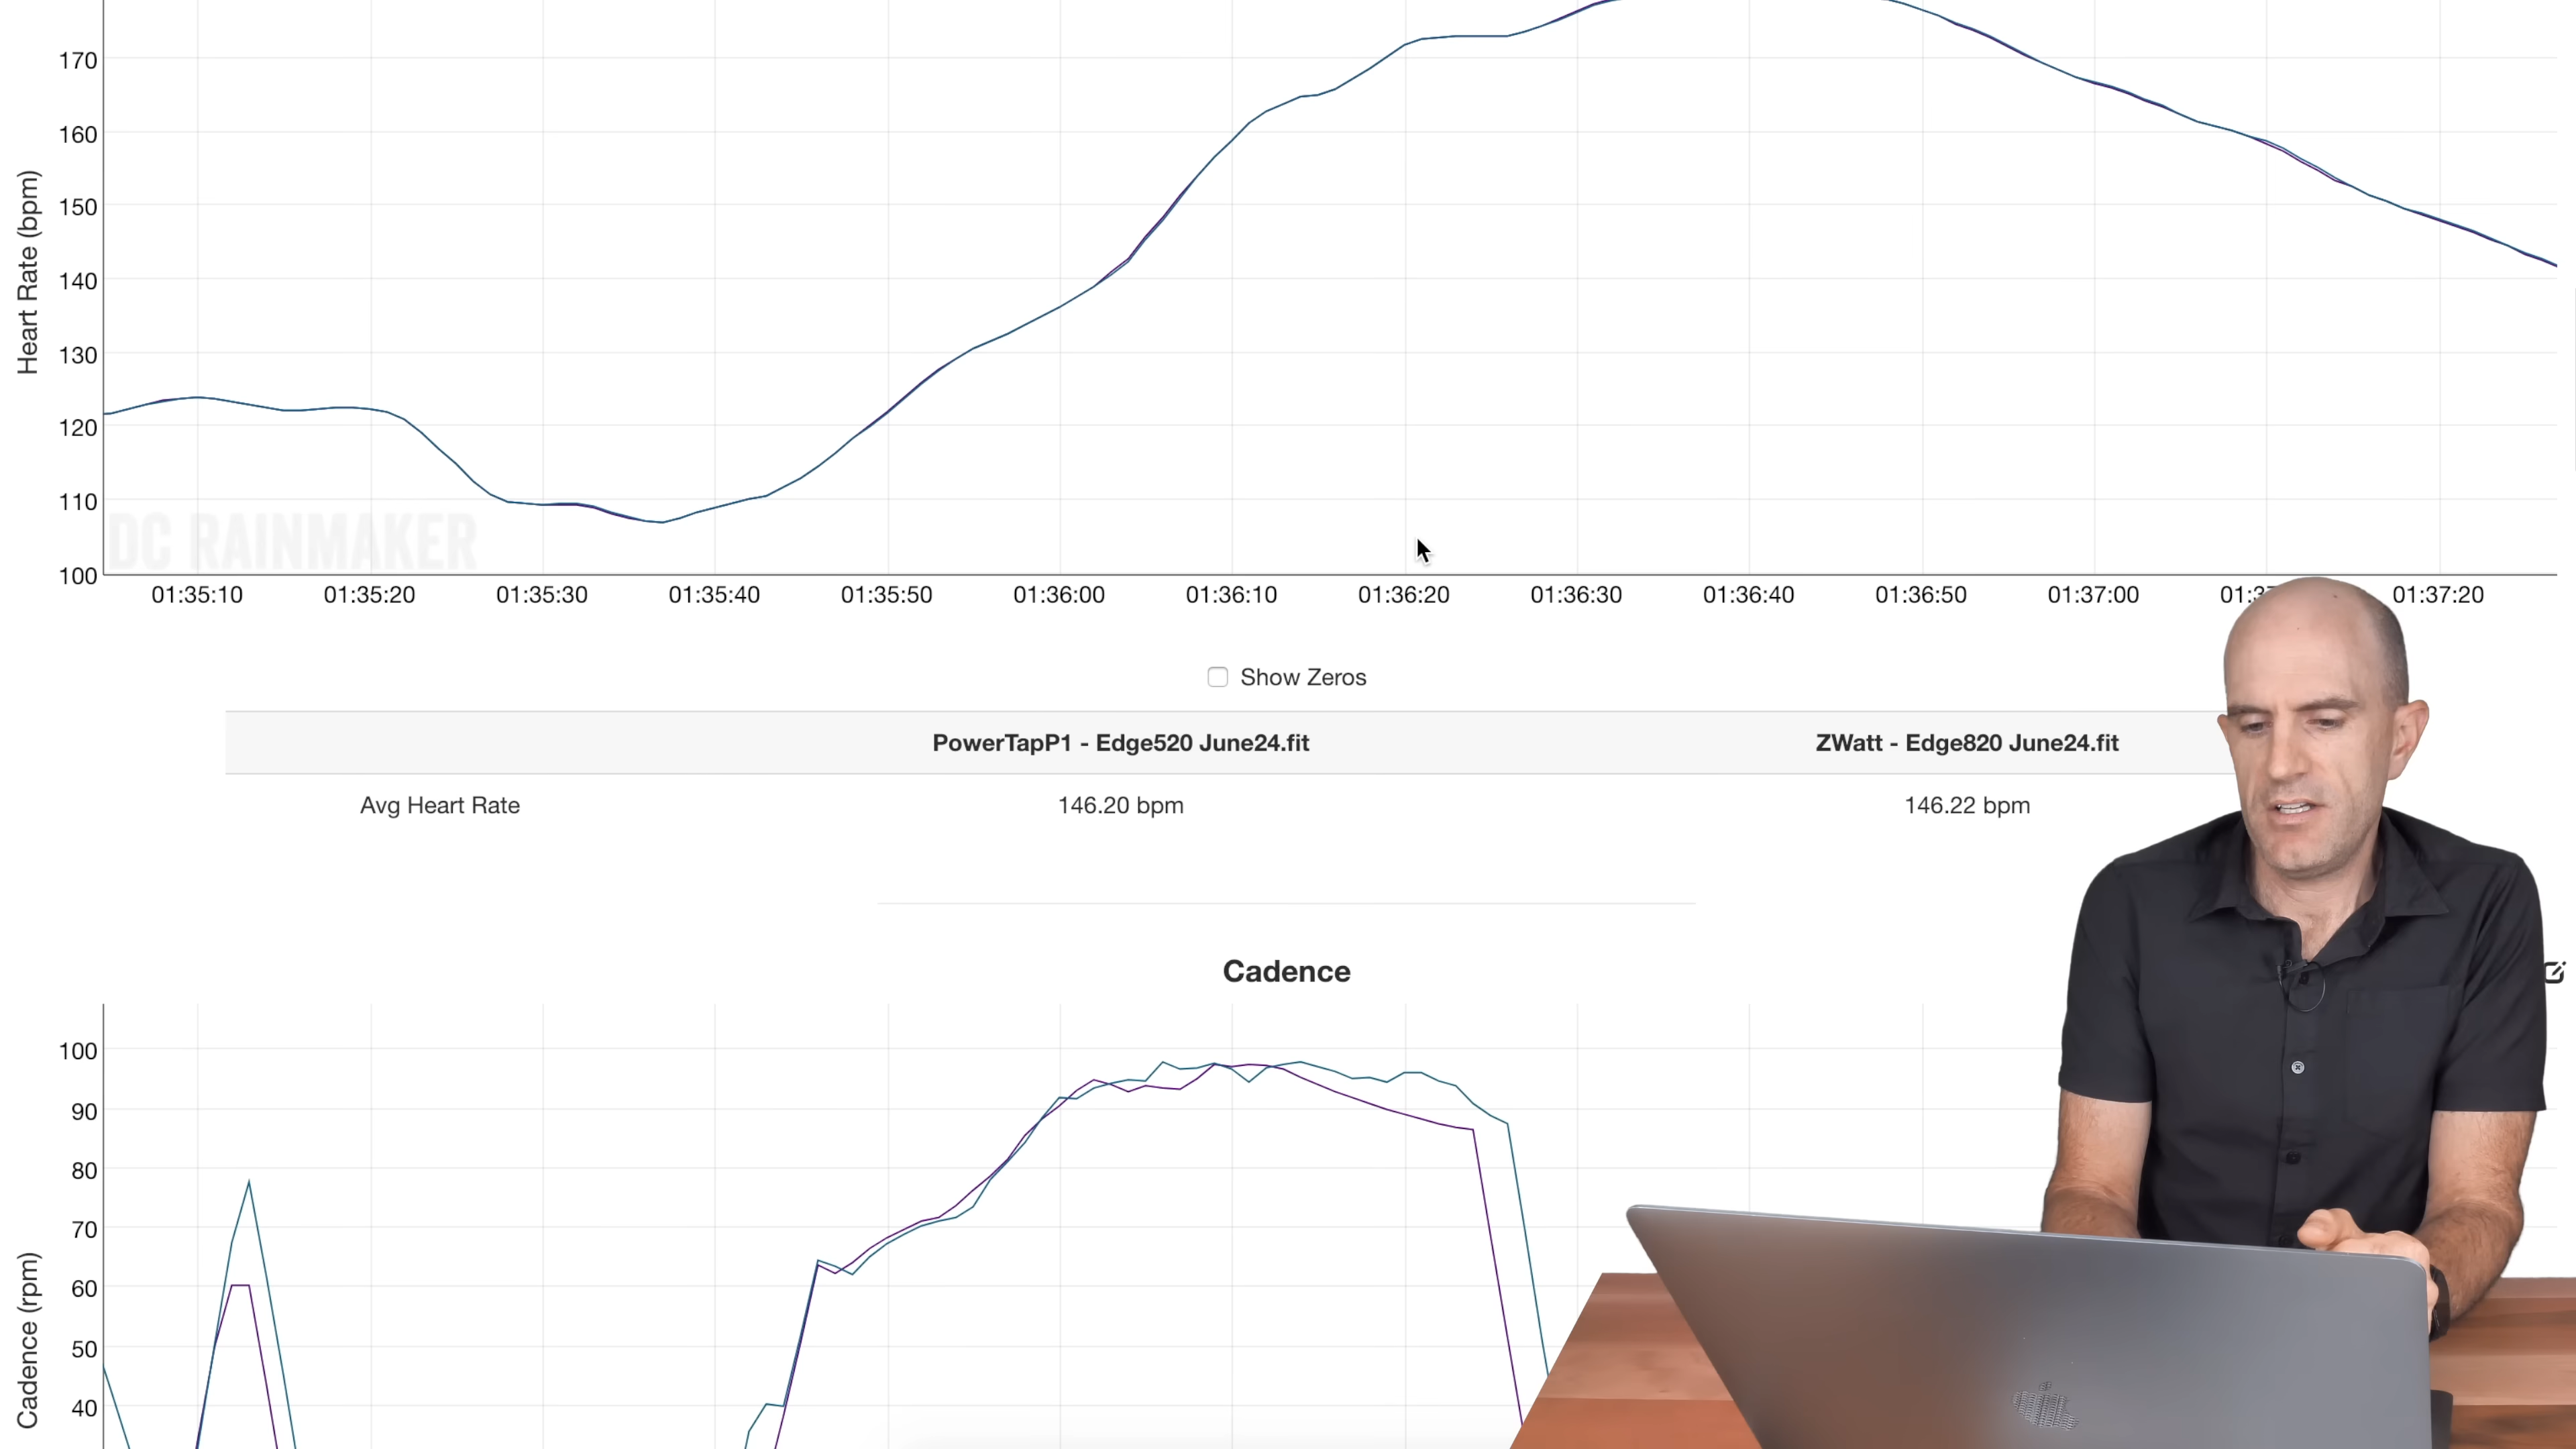 170
160
150
140
130
120
110
100
Heart Rate (bpm)
DC RAINMAKER
01:35:10 01:35:20 01:35:30 01:35:40 01:35:50 01:36:00 01:36:10 01:36:20 01:36:30 01:36:40 01:36:50 01:37:00 01:3 01:37:20
Show Zeros
PowerTapP1 - Edge520 June24.fit ZWatt - Edge820 June24.fit
Avg Heart Rate 146.20 bpm 146.22 bpm
Cadence
100
90
80
70
60
50
40
Cadence (rpm)